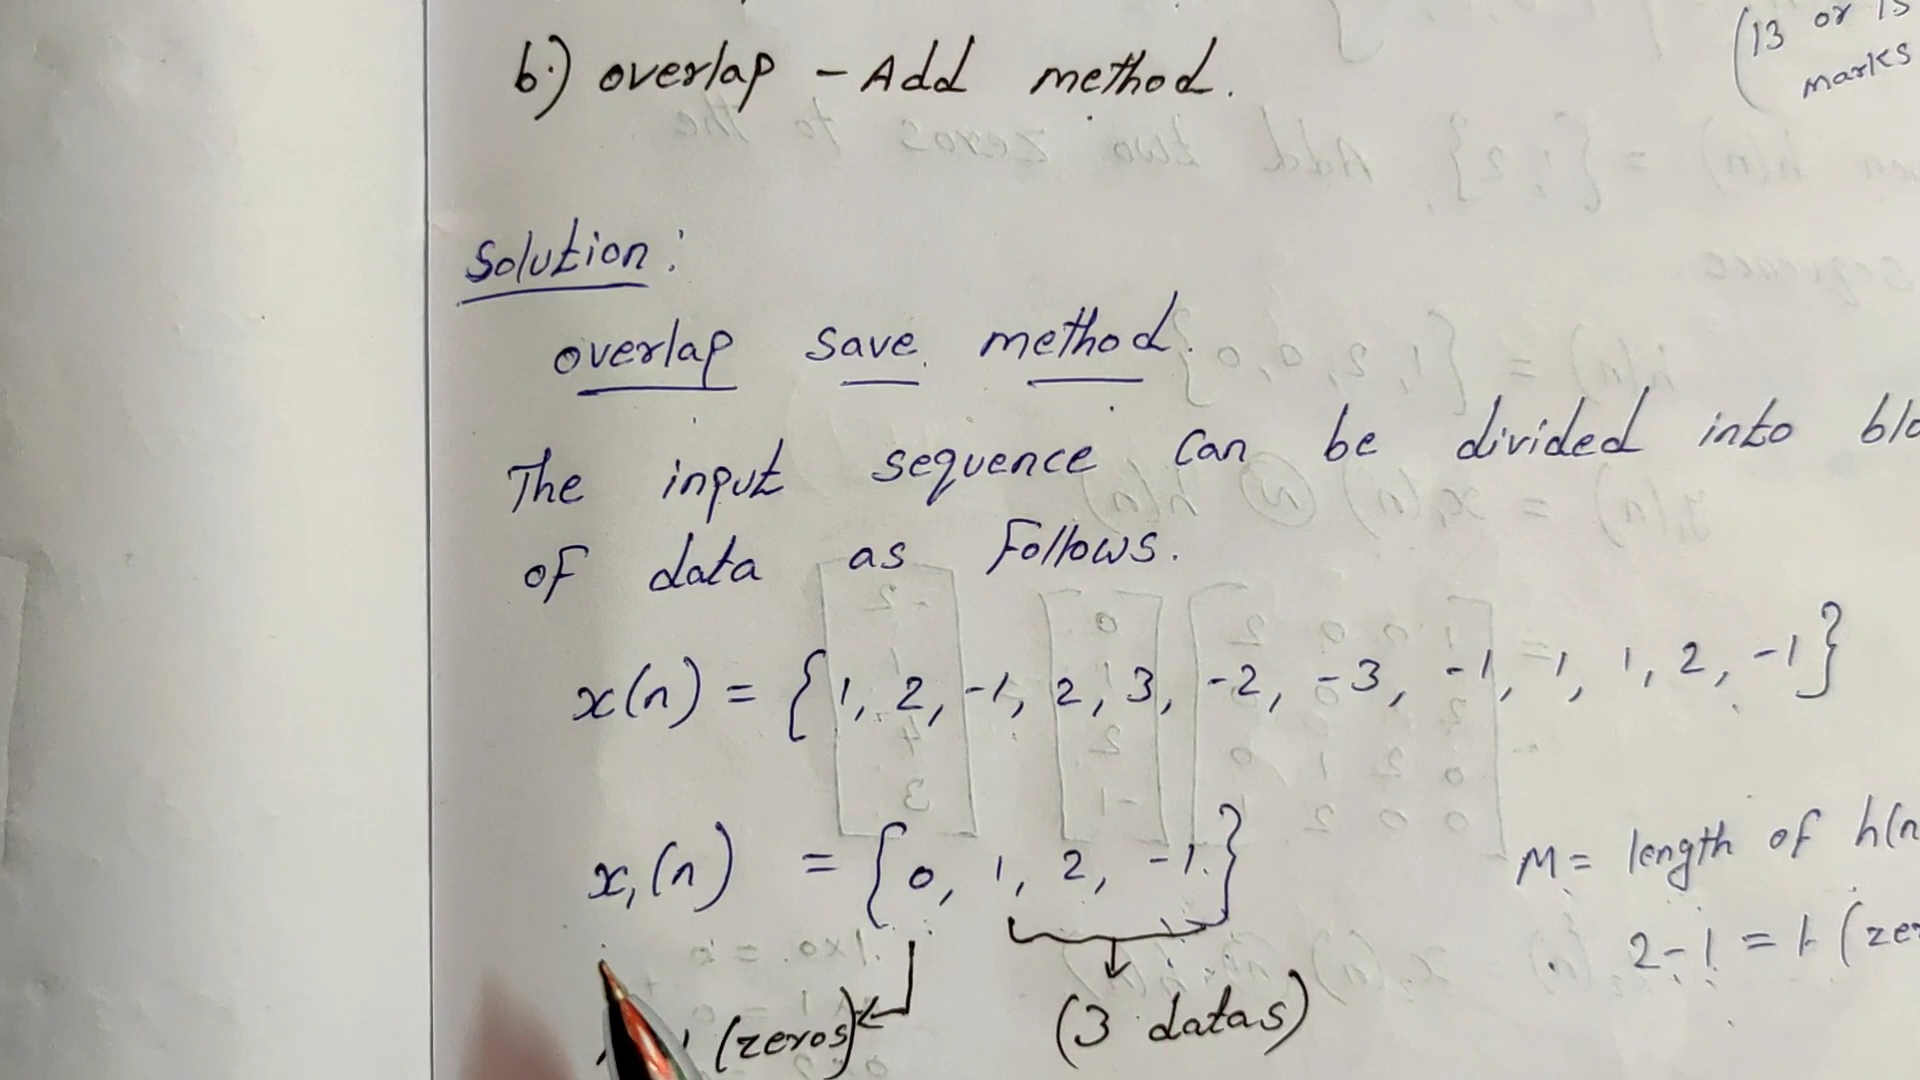 (13 or 15
marks
b.) overlap - Add method.
Solution:
overlap save method.
The input sequence can be divided into blo
of data as follows.
x(n) = { 1, 2, -1, 2, 3, -2, -3, -1, 1, 1, 2, -1}
x₁(n) = {0, 1, 2, -1}
M = length of h(n
2-1 = 1 (zer
(zeros)
(3 datas)